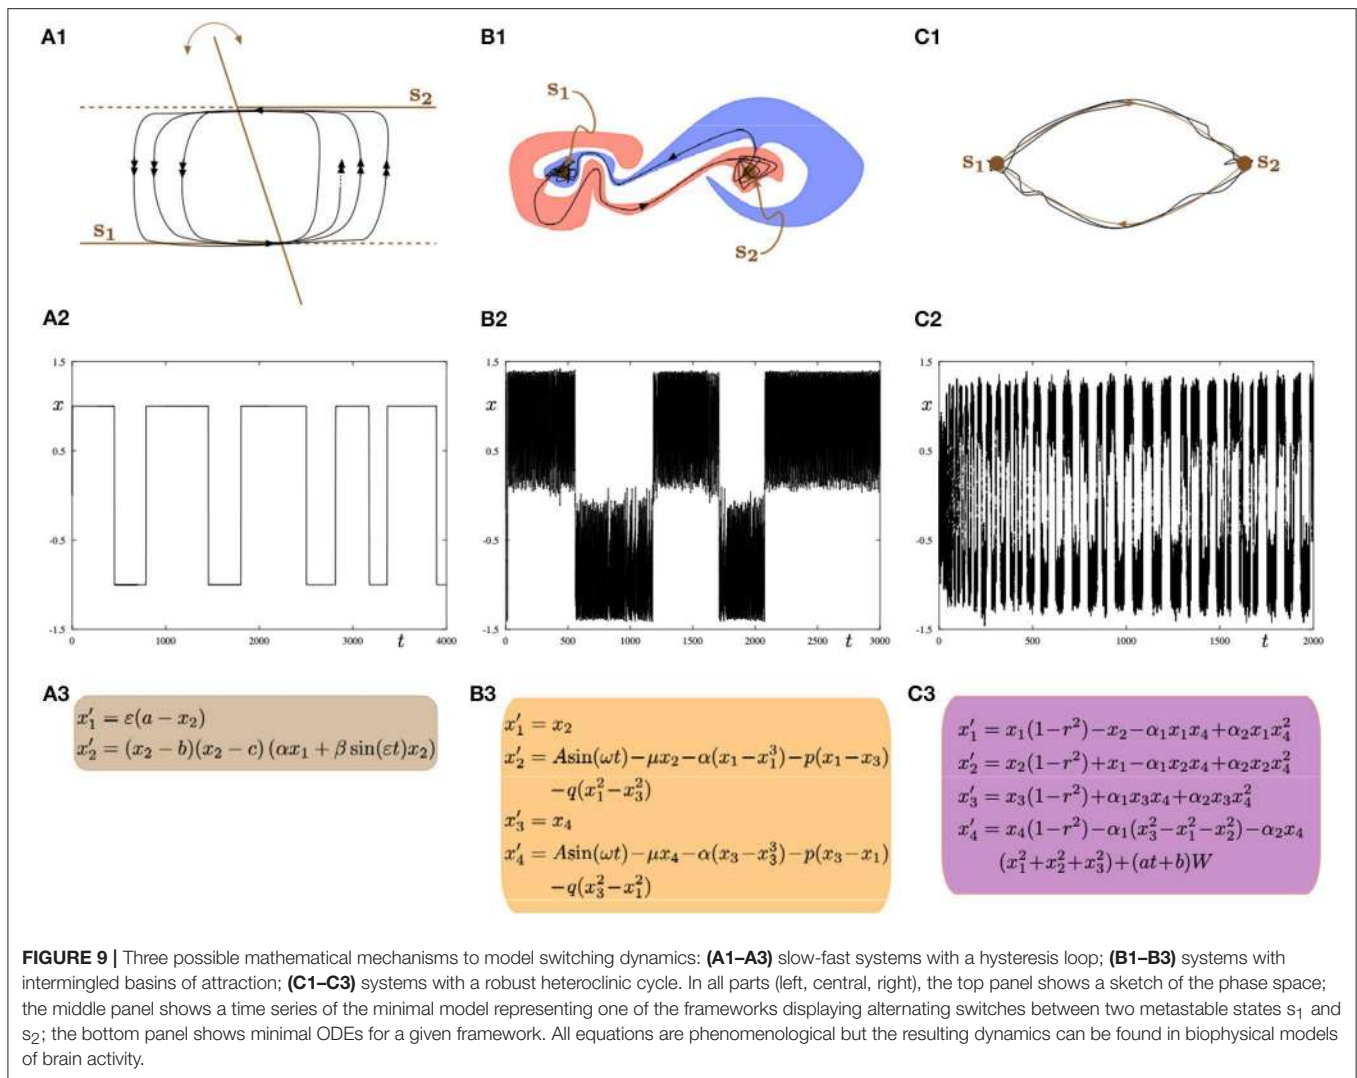 A1
B1
C1
s₂
s₁
s₁
s₂
s₁
s₂
A2
B2
C2
1.5
x
0.5
-0.5
-1.5
0
1000
2000
3000
t
4000
1.5
x
0.5
-0.5
-1.5
0
500
1000
1500
2000
2500
t
3000
1.5
x
0.5
-0.5
-1.5
0
500
1000
1500
t
2000
A3
x′₁ = ε(a − x₂)
x′₂ = (x₂ − b)(x₂ − c) (αx₁ + β sin(εt)x₂)
B3
x′₁ = x₂
x′₂ = Asin(ωt)−μx₂−α(x₁−x₁³)−p(x₁−x₃)
−q(x₁²−x₃²)
x′₃ = x₄
x′₄ = Asin(ωt)−μx₄−α(x₃−x₃³)−p(x₃−x₁)
−q(x₃²−x₁²)
C3
x′₁ = x₁(1−r²)−x₂−α₁x₁x₄+α₂x₁x₄²
x′₂ = x₂(1−r²)+x₁−α₁x₂x₄+α₂x₂x₄²
x′₃ = x₃(1−r²)+α₁x₃x₄+α₂x₃x₄²
x′₄ = x₄(1−r²)−α₁(x₃²−x₁²−x₂²)−α₂x₄
(x₁²+x₂²+x₃²)+(at+b)W
FIGURE 9 | Three possible mathematical mechanisms to model switching dynamics: (A1–A3) slow-fast systems with a hysteresis loop; (B1–B3) systems with
intermingled basins of attraction; (C1–C3) systems with a robust heteroclinic cycle. In all parts (left, central, right), the top panel shows a sketch of the phase space;
the middle panel shows a time series of the minimal model representing one of the frameworks displaying alternating switches between two metastable states s₁ and
s₂; the bottom panel shows minimal ODEs for a given framework. All equations are phenomenological but the resulting dynamics can be found in biophysical models
of brain activity.